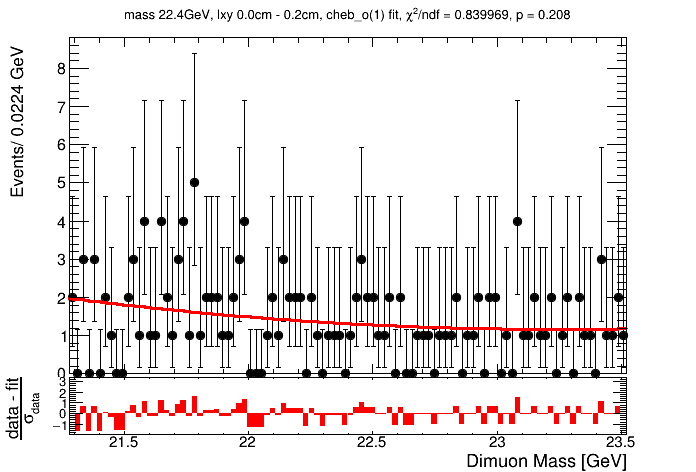 mass 22.4GeV, lxy 0.0cm - 0.2cm, cheb_o(1) fit, χ²/ndf = 0.839969, p = 0.208
Events/ 0.0224 GeV
8
7
6
5
4
3
2
1
0
data - fit
σdata
3
2
1
0
−1
21.5 22 22.5 23 23.5
Dimuon Mass [GeV]